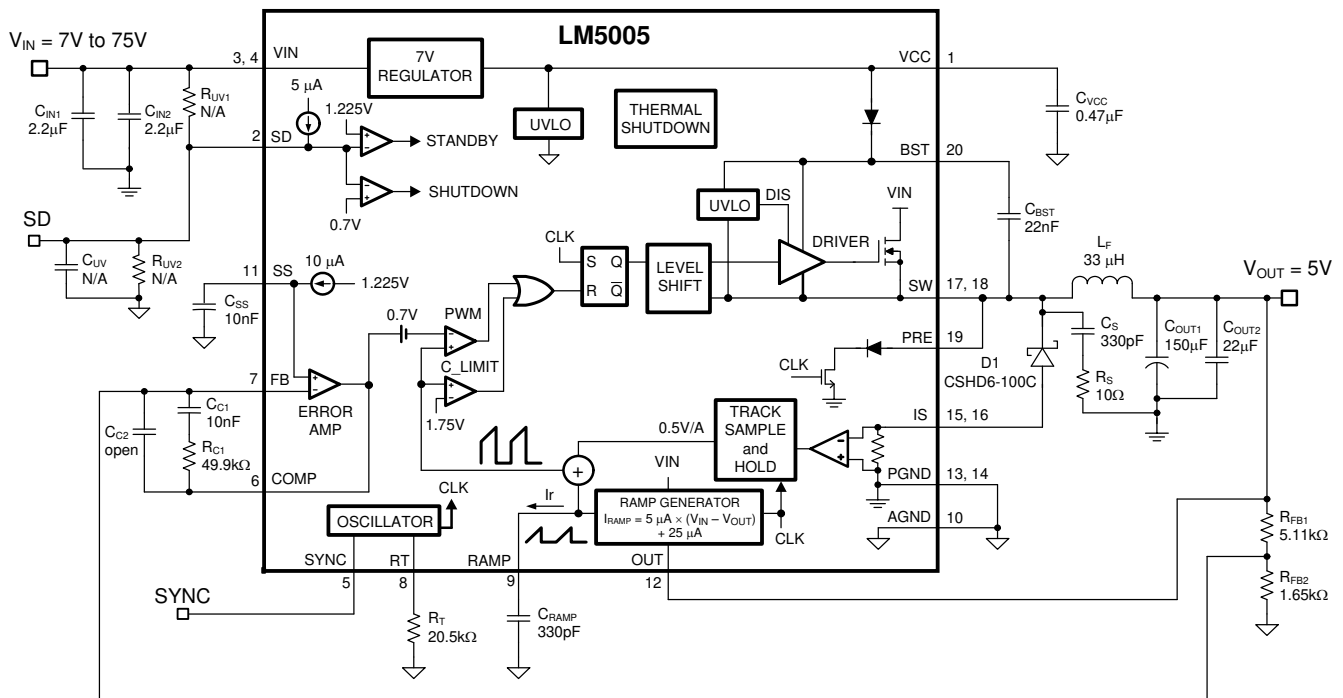 LM5005
V_IN = 7V to 75V
3, 4
VIN
7V
REGULATOR
VCC
1
C_IN1
2.2µF
C_IN2
2.2µF
R_UV1
N/A
5 µA
1.225V
2
SD
STANDBY
UVLO
THERMAL
SHUTDOWN
C_VCC
0.47µF
BST
20
SHUTDOWN
0.7V
SD
C_UV
N/A
R_UV2
N/A
UVLO
DIS
VIN
DRIVER
C_BST
22nF
11
SS
10 µA
1.225V
C_SS
10nF
CLK
S
Q
R
Q
LEVEL
SHIFT
SW
17, 18
L_F
33 µH
V_OUT = 5V
0.7V
PWM
C_LIMIT
1.75V
PRE
19
CLK
D1
CSHD6-100C
C_S
330pF
R_S
10Ω
C_OUT1
150µF
C_OUT2
22µF
7
FB
ERROR
AMP
C_C1
10nF
C_C2
open
R_C1
49.9kΩ
6
COMP
0.5V/A
TRACK
SAMPLE
and
HOLD
IS
15, 16
PGND
13, 14
AGND
10
+
VIN
Ir
RAMP GENERATOR
I_RAMP = 5 µA × (V_IN – V_OUT)
+ 25 µA
CLK
CLK
OSCILLATOR
SYNC
5
RT
8
RAMP
9
OUT
12
SYNC
R_T
20.5kΩ
C_RAMP
330pF
R_FB1
5.11kΩ
R_FB2
1.65kΩ